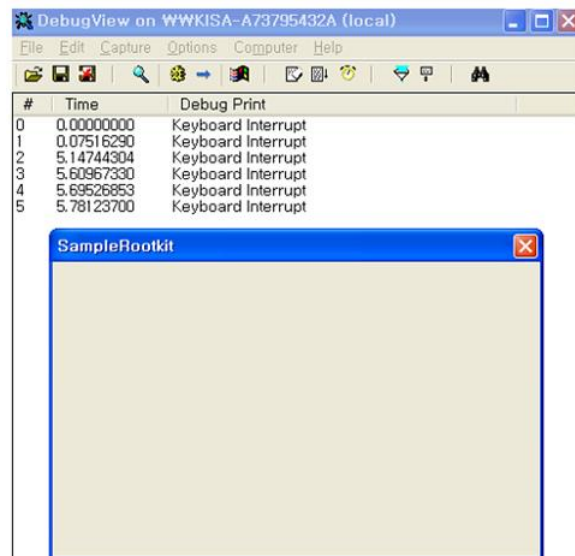 DebugView on ₩₩KISA-A73795432A (local)
File Edit Capture Options Computer Help
# Time Debug Print
0 0.00000000 Keyboard Interrupt
1 0.07516290 Keyboard Interrupt
2 5.14744304 Keyboard Interrupt
3 5.60967330 Keyboard Interrupt
4 5.69526853 Keyboard Interrupt
5 5.78123700 Keyboard Interrupt
SampleRootkit